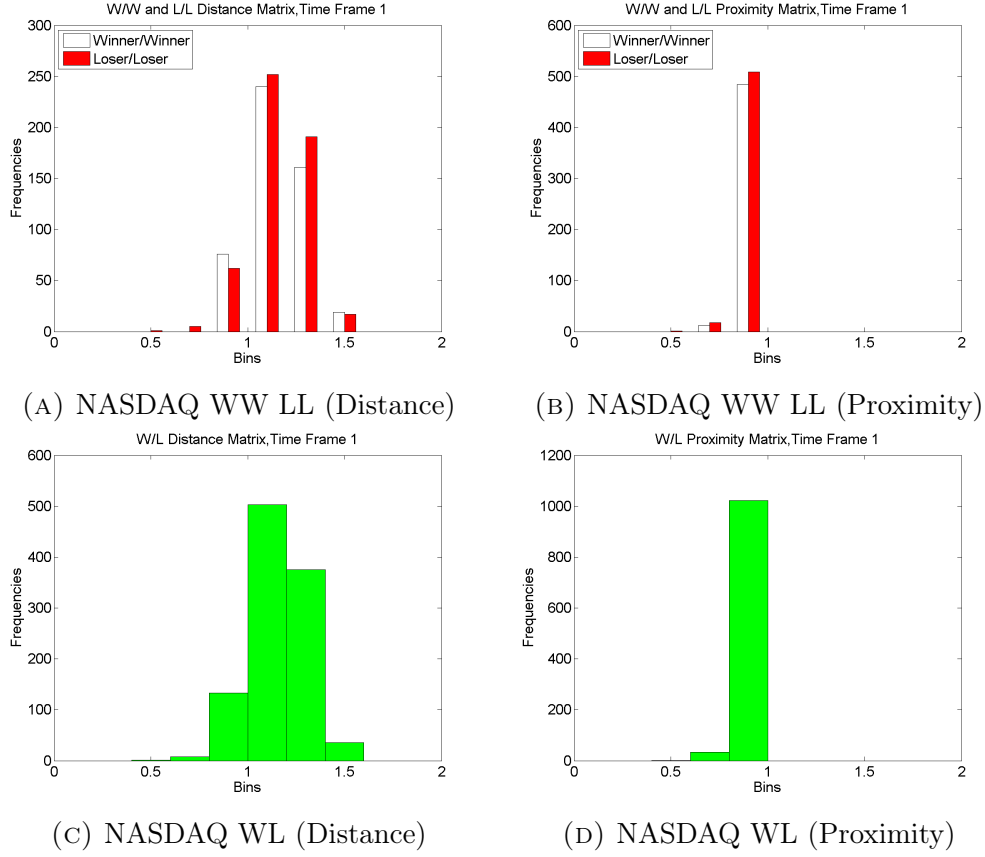 W/W and L/L Distance Matrix,Time Frame 1
300
250
200
150
100
50
0
Frequencies
Winner/Winner
Loser/Loser
0 0.5 1 1.5 2
Bins
(A) NASDAQ WW LL (Distance)
W/W and L/L Proximity Matrix,Time Frame 1
600
500
400
300
200
100
0
Frequencies
Winner/Winner
Loser/Loser
0 0.5 1 1.5 2
Bins
(B) NASDAQ WW LL (Proximity)
W/L Distance Matrix,Time Frame 1
600
500
400
300
200
100
0
Frequencies
0 0.5 1 1.5 2
Bins
(C) NASDAQ WL (Distance)
W/L Proximity Matrix,Time Frame 1
1200
1000
800
600
400
200
0
Frequencies
0 0.5 1 1.5 2
Bins
(D) NASDAQ WL (Proximity)